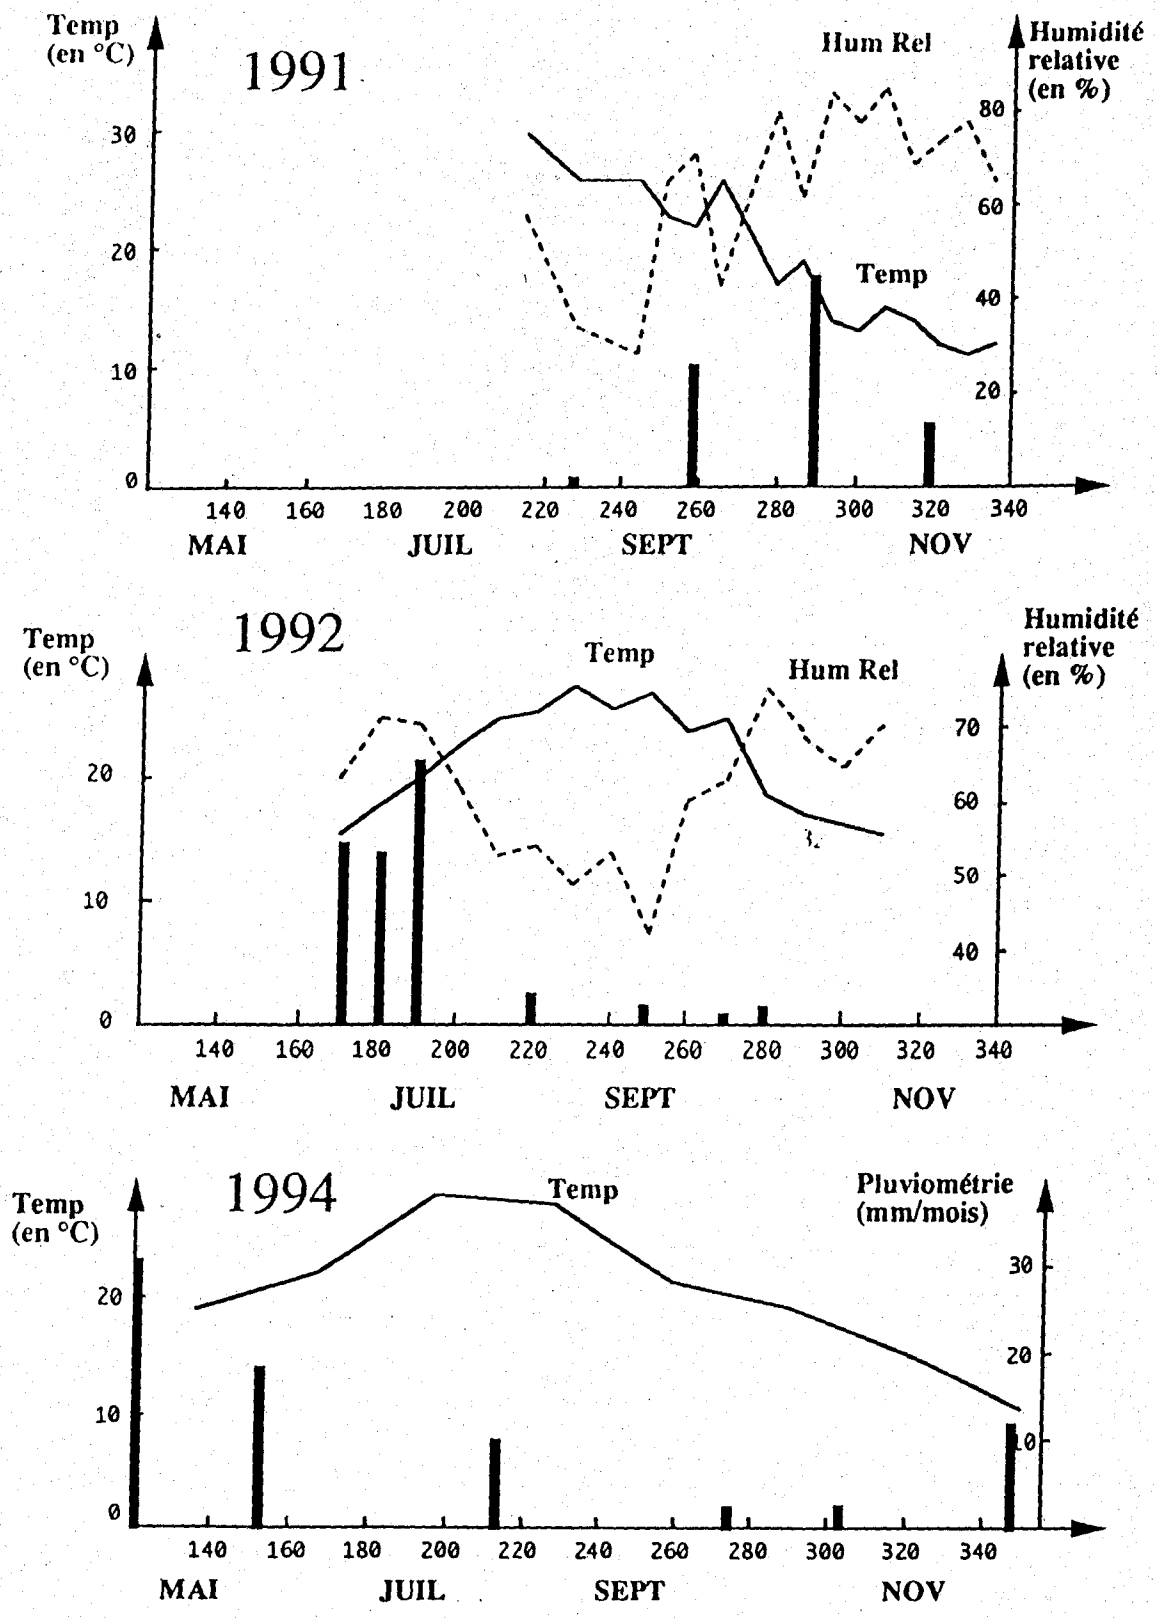 Temp
(en °C)
1991
Hum Rel
Humidité
relative
(en %)
30
20
10
0
80
60
40
20
Temp
140 160 180 200 220 240 260 280 300 320 340
MAI JUIL SEPT NOV
Temp
(en °C)
1992
Temp
Hum Rel
Humidité
relative
(en %)
20
10
0
70
60
50
40
140 160 180 200 220 240 260 280 300 320 340
MAI JUIL SEPT NOV
Temp
(en °C)
1994
Temp
Pluviométrie
(mm/mois)
20
10
0
30
20
10
140 160 180 200 220 240 260 280 300 320 340
MAI JUIL SEPT NOV